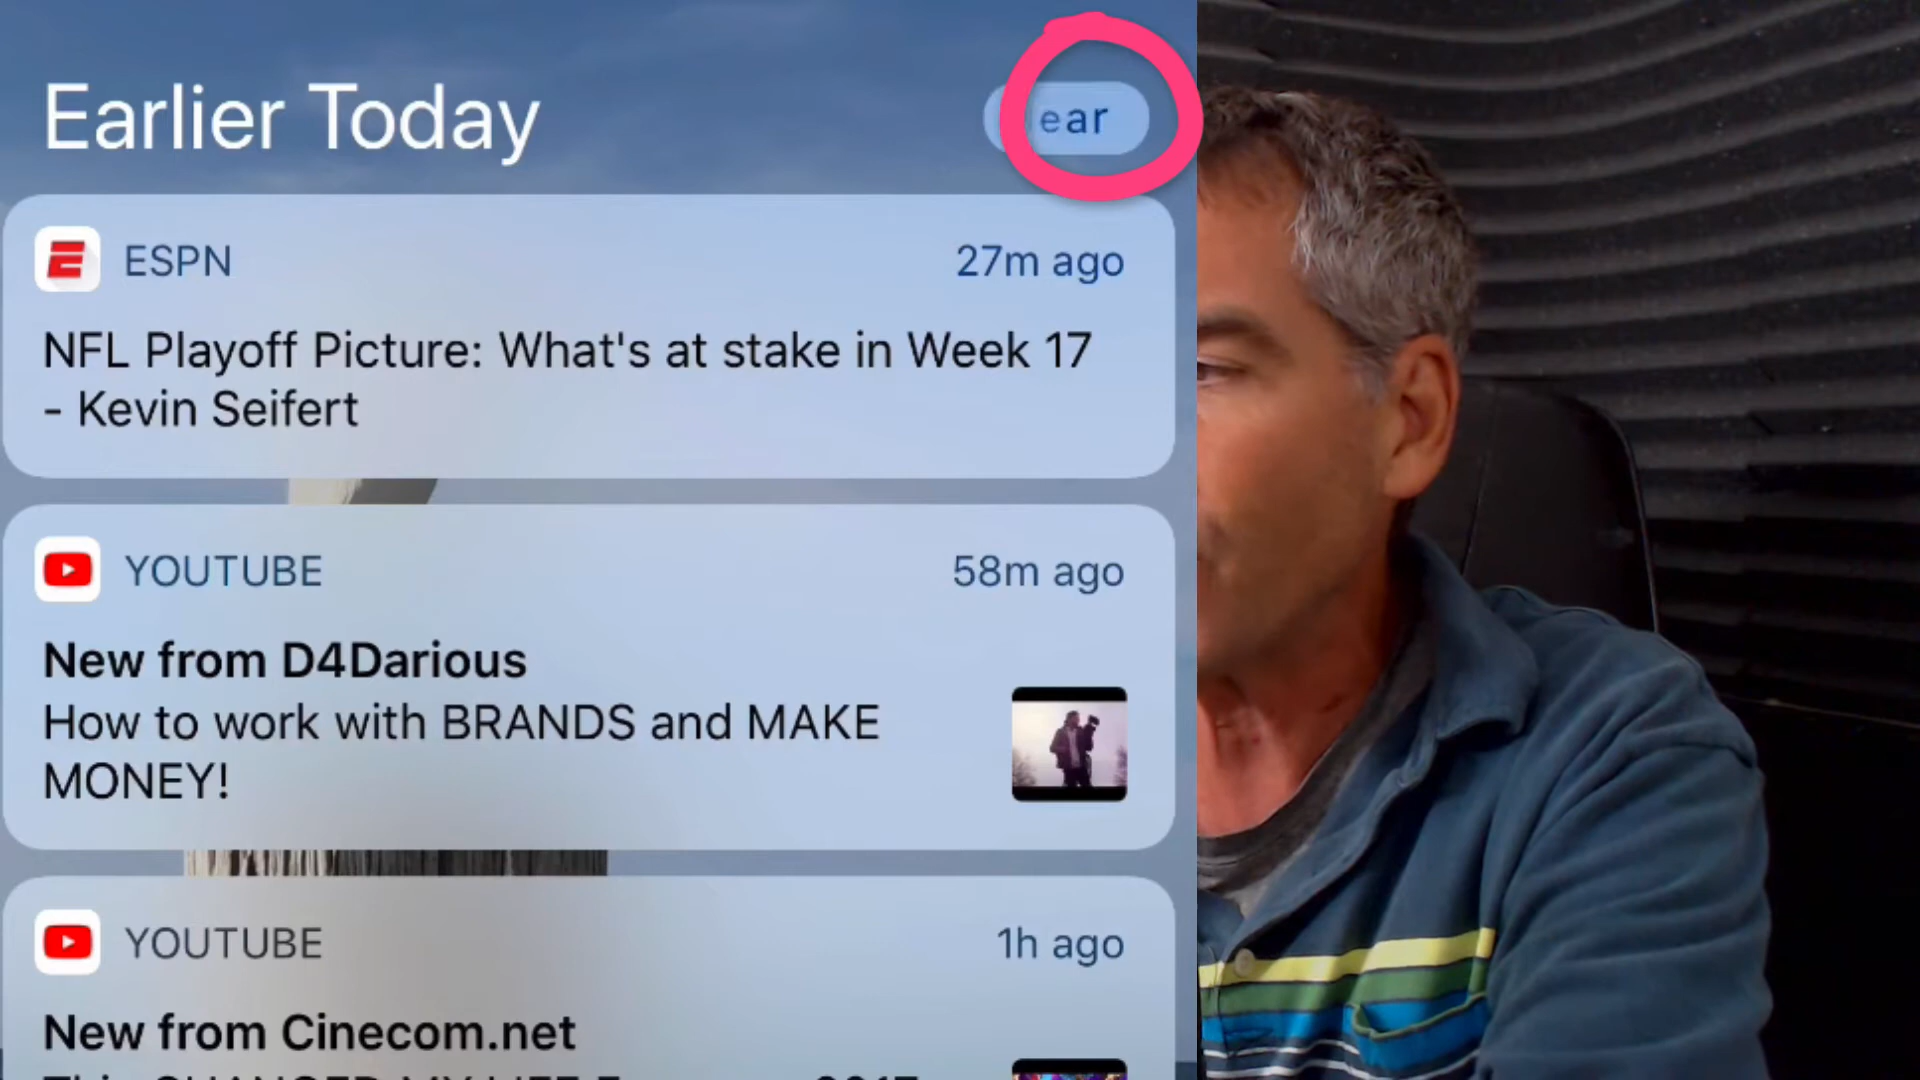 Earlier Today
ear
ESPN
27m ago
NFL Playoff Picture: What's at stake in Week 17
- Kevin Seifert
YOUTUBE
58m ago
New from D4Darious
How to work with BRANDS and MAKE
MONEY!
YOUTUBE
1h ago
New from Cinecom.net